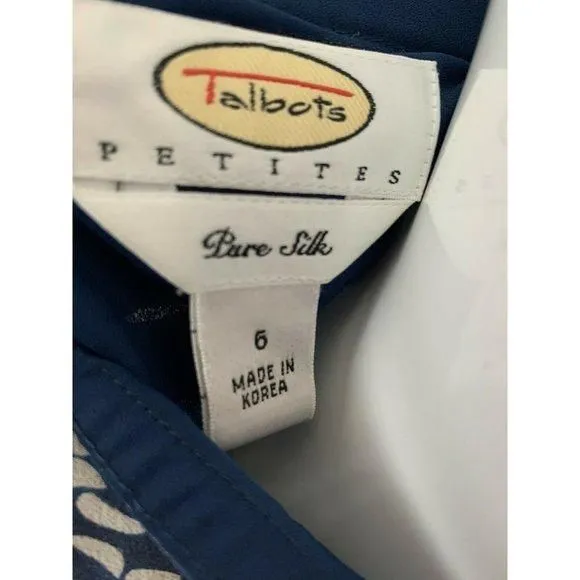 Talbots
PETITES
Pure Silk
6
MADE IN
KOREA